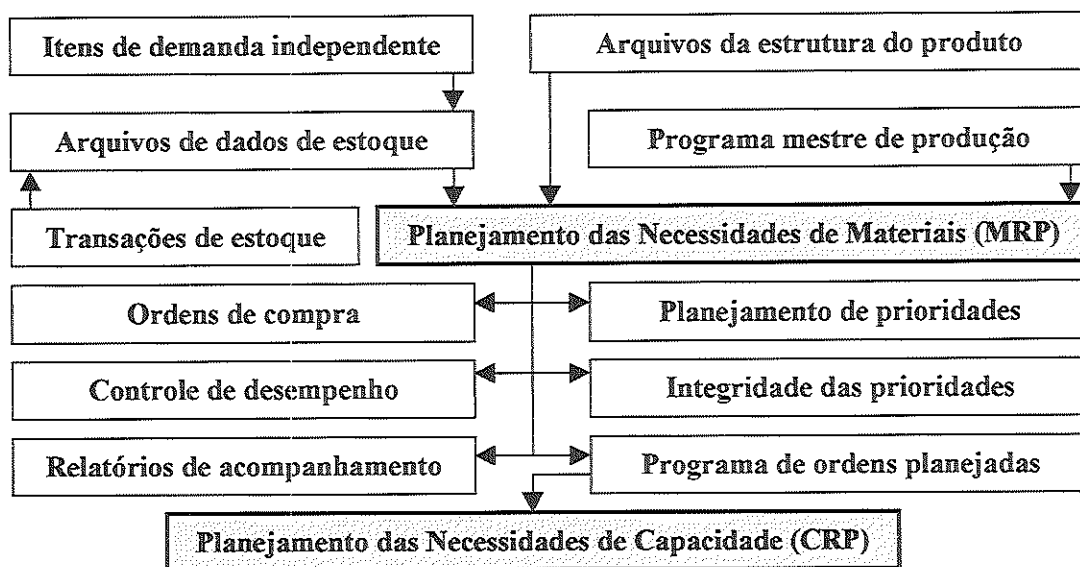 Itens de demanda independente
Arquivos da estrutura do produto
Arquivos de dados de estoque
Programa mestre de produção
Transações de estoque
Planejamento das Necessidades de Materiais (MRP)
Ordens de compra
Planejamento de prioridades
Controle de desempenho
Integridade das prioridades
Relatórios de acompanhamento
Programa de ordens planejadas
Planejamento das Necessidades de Capacidade (CRP)